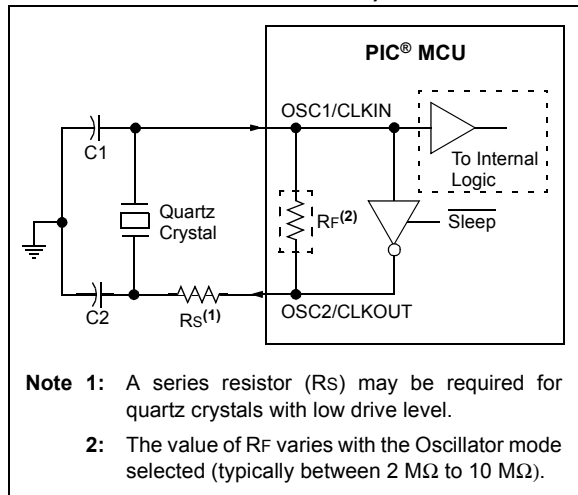 PIC® MCU
OSC1/CLKIN
C1
To Internal
Logic
Quartz
Crystal
RF(2)
Sleep
C2
RS(1)
OSC2/CLKOUT
Note 1: A series resistor (RS) may be required for
quartz crystals with low drive level.
2: The value of RF varies with the Oscillator mode
selected (typically between 2 MΩ to 10 MΩ).